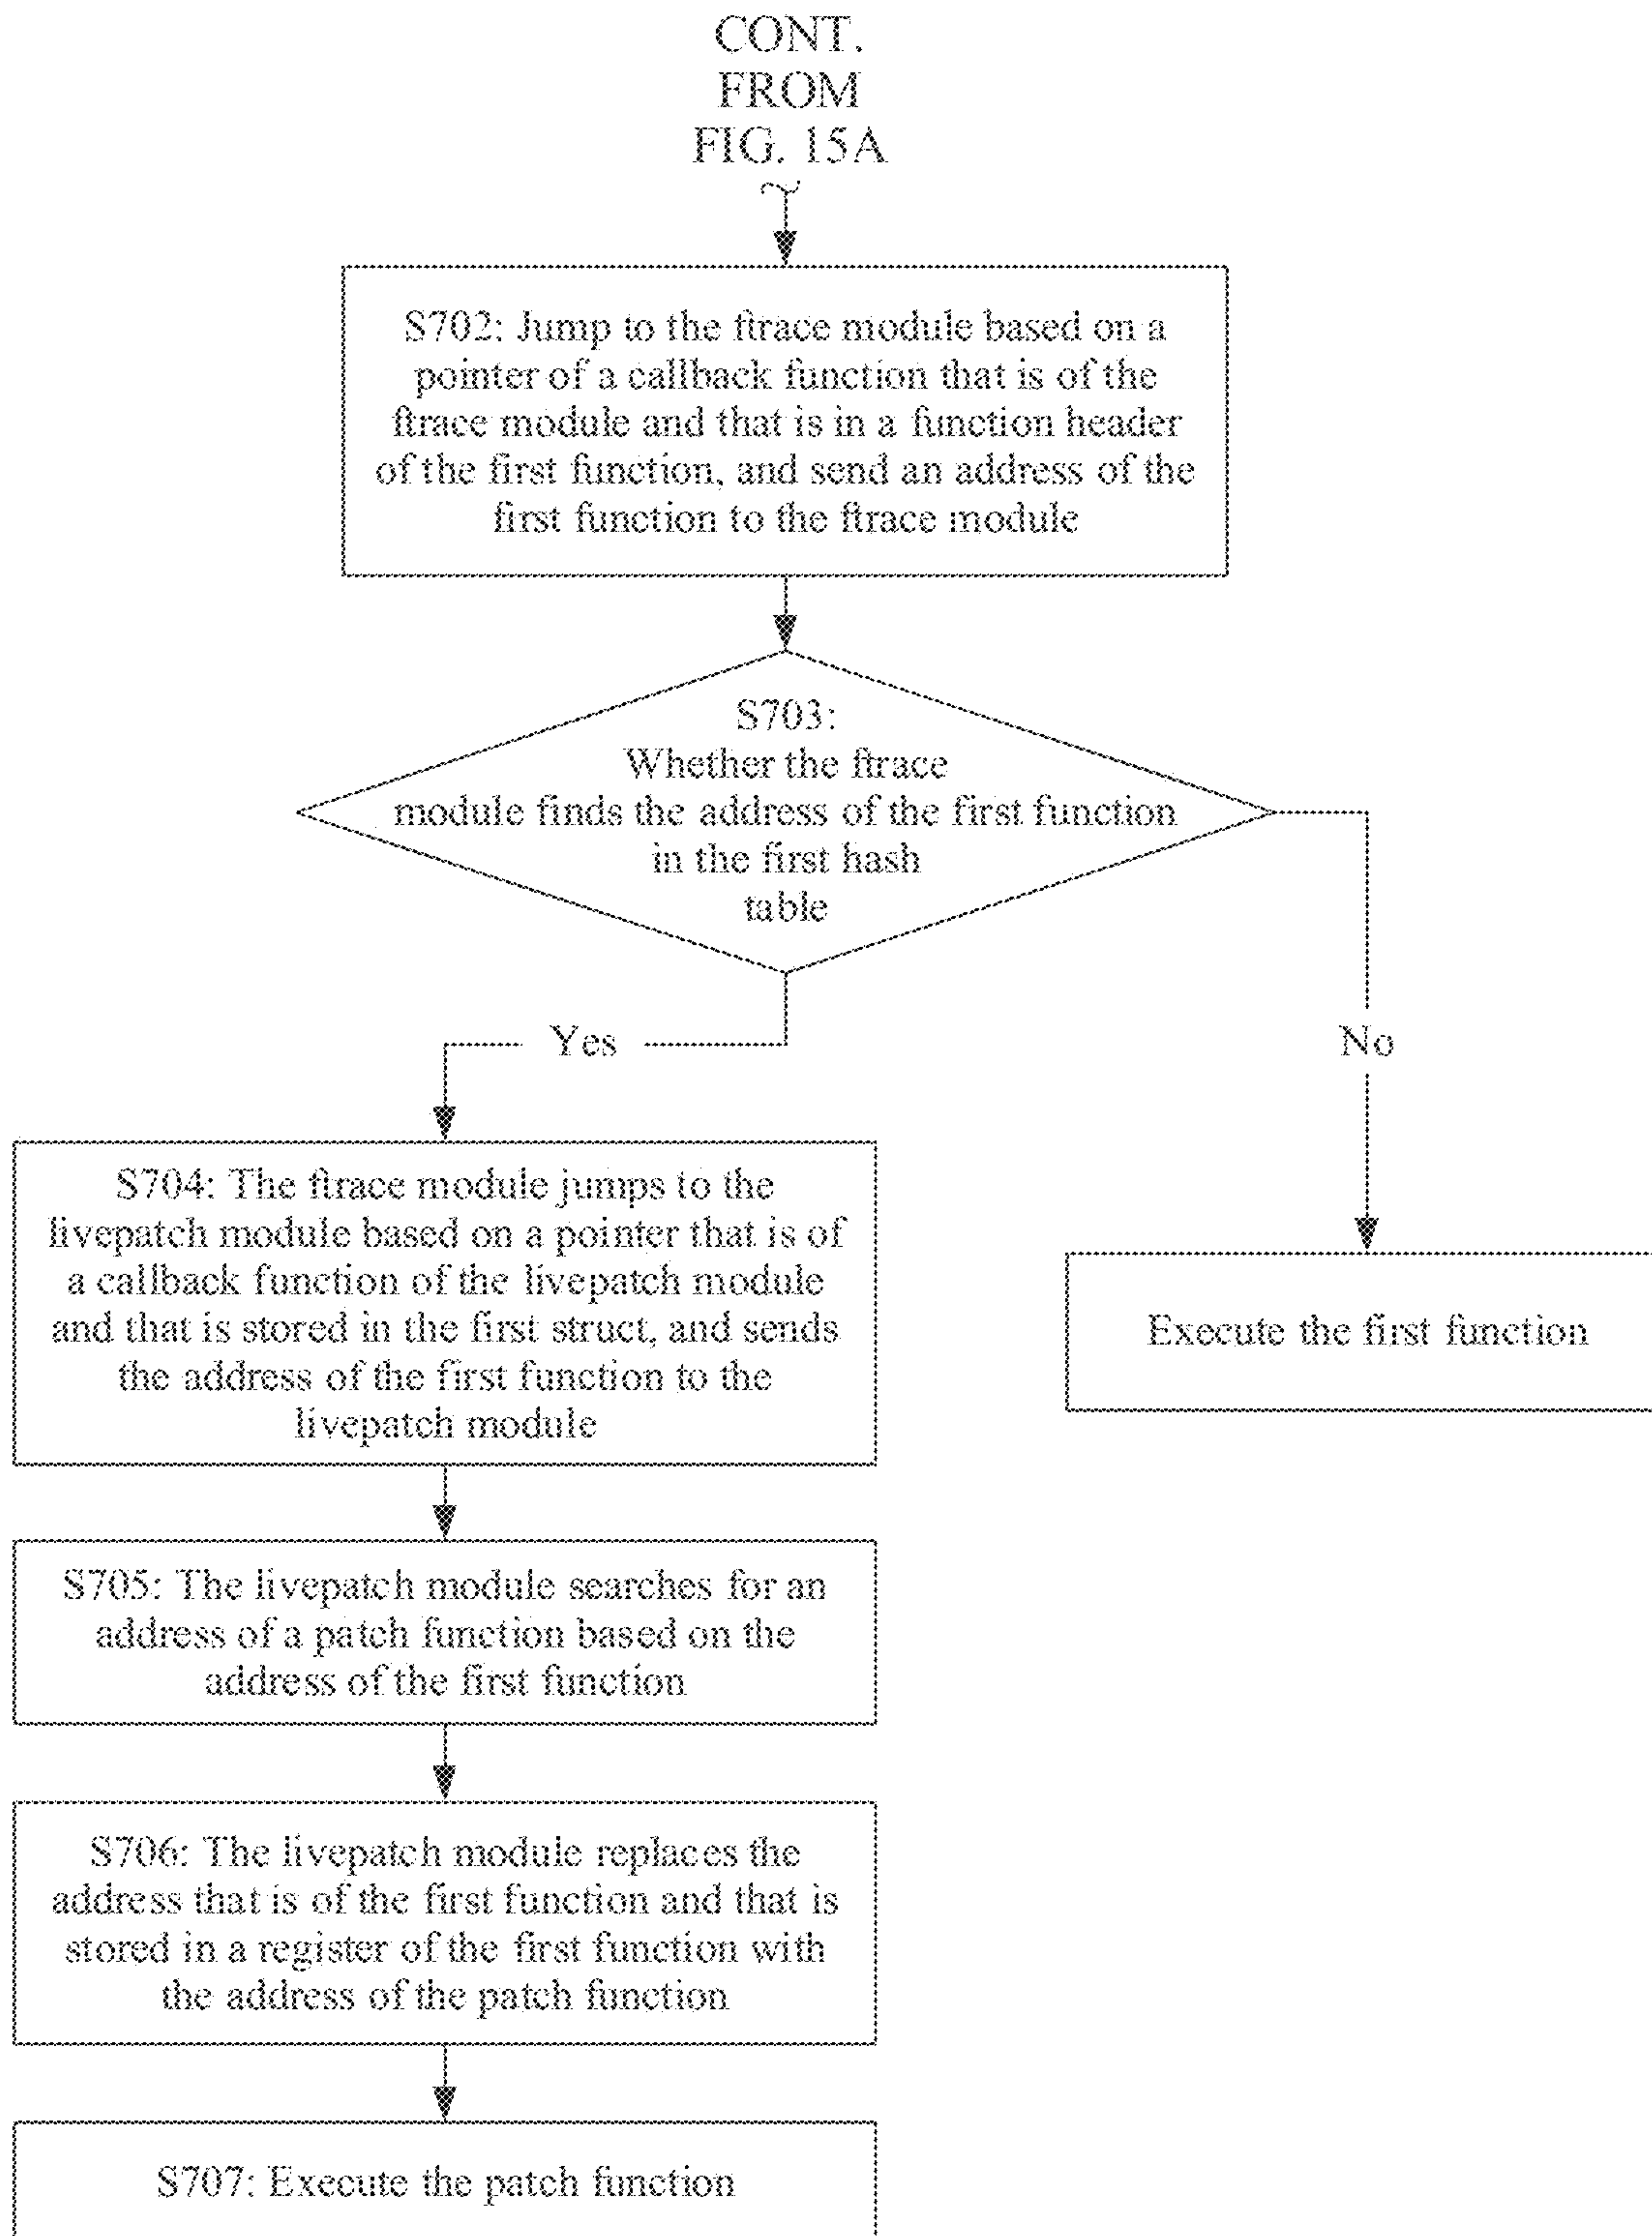 CONT.
FROM
FIG. 15A
S702: Jump to the ftrace module based on a
pointer of a callback function that is of the
ftrace module and that is in a function header
of the first function, and send an address of the
first function to the ftrace module
S703:
Whether the ftrace
module finds the address of the first function
in the first hash
table
Yes
No
S704: The ftrace module jumps to the
livepatch module based on a pointer that is of
a callback function of the livepatch module
and that is stored in the first struct, and sends
the address of the first function to the
livepatch module
Execute the first function
S705: The livepatch module searches for an
address of a patch function based on the
address of the first function
S706: The livepatch module replaces the
address that is of the first function and that is
stored in a register of the first function with
the address of the patch function
S707: Execute the patch function